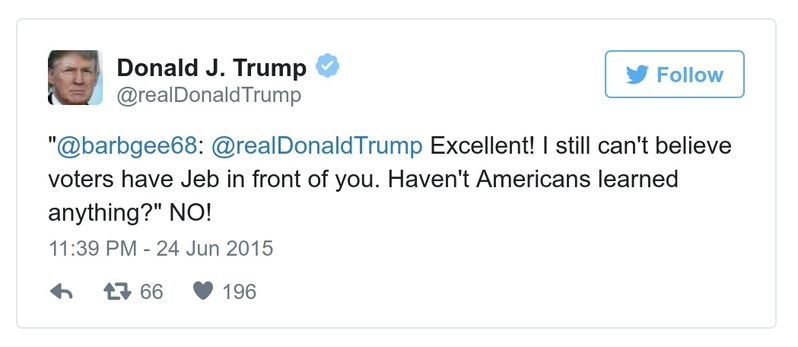 Donald J. Trump
@realDonaldTrump
Follow
"@barbgee68: @realDonaldTrump Excellent! I still can't believe
voters have Jeb in front of you. Haven't Americans learned
anything?" NO!
11:39 PM - 24 Jun 2015
66 196